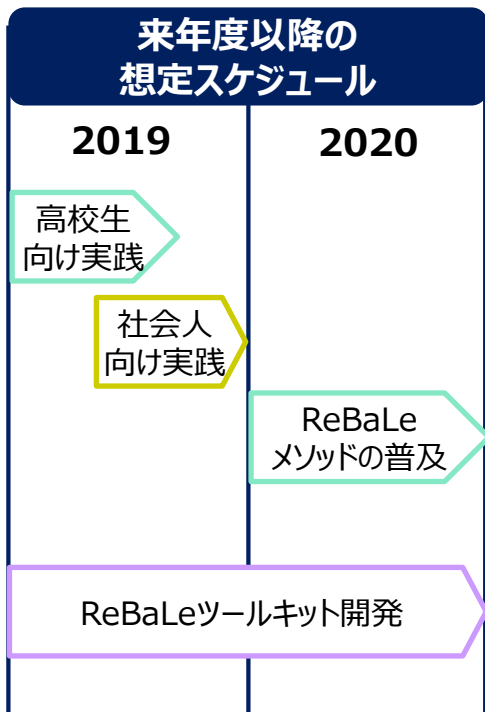 来年度以降の
想定スケジュール
2019
2020
高校生
向け実践
社会人
向け実践
ReBaLe
メソッドの普及
ReBaLeツールキット開発